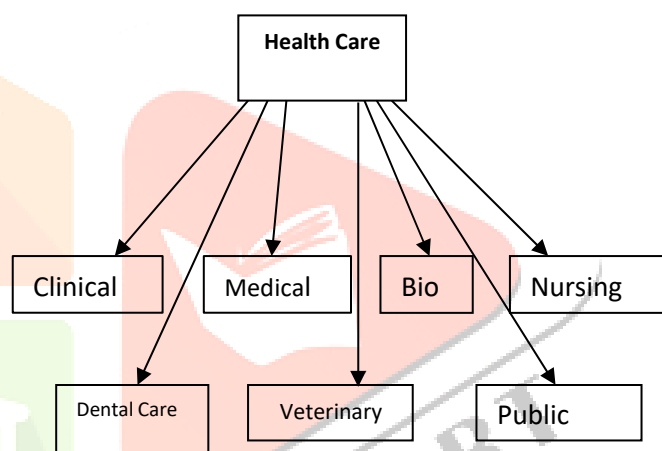 Health Care
Clinical
Medical
Bio
Nursing
Dental Care
Veterinary
Public